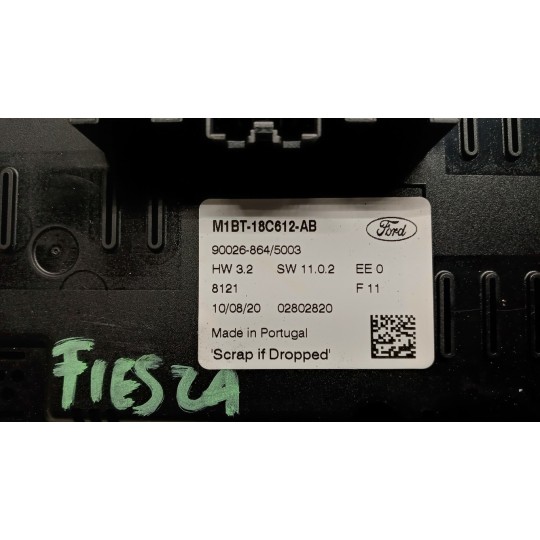 M1BT-18C612-AB
Ford
90026-864/5003
HW 3.2 SW 11.0.2 EE 0
8121 F 11
10/08/20 02802820
Made in Portugal
'Scrap if Dropped'
FIESTA